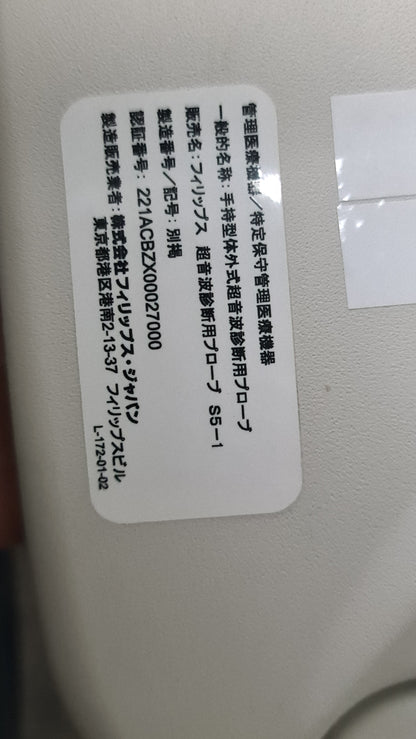 管理医療機器／特定保守管理医療機器
一般的名称：手持型体外式超音波診断用プローブ
販売名：フィリップス 超音波診断用プローブ S5－1
製造番号／記号：別掲
認証番号：221ACBZX00027000
製造販売業者：株式会社フィリップス・ジャパン
東京都港区港南2-13-37 フィリップスビル
L-172-01-02